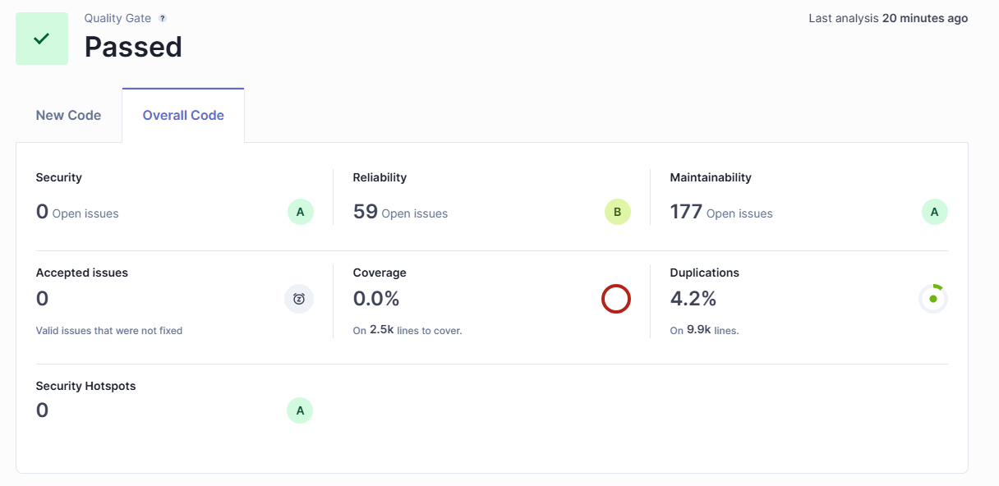 Quality Gate ?
Last analysis 20 minutes ago
Passed
New Code
Overall Code
Security
0 Open issues
A
Reliability
59 Open issues
B
Maintainability
177 Open issues
A
Accepted issues
0
z
Valid issues that were not fixed
Coverage
0.0%
On 2.5k lines to cover.
Duplications
4.2%
On 9.9k lines.
Security Hotspots
0
A